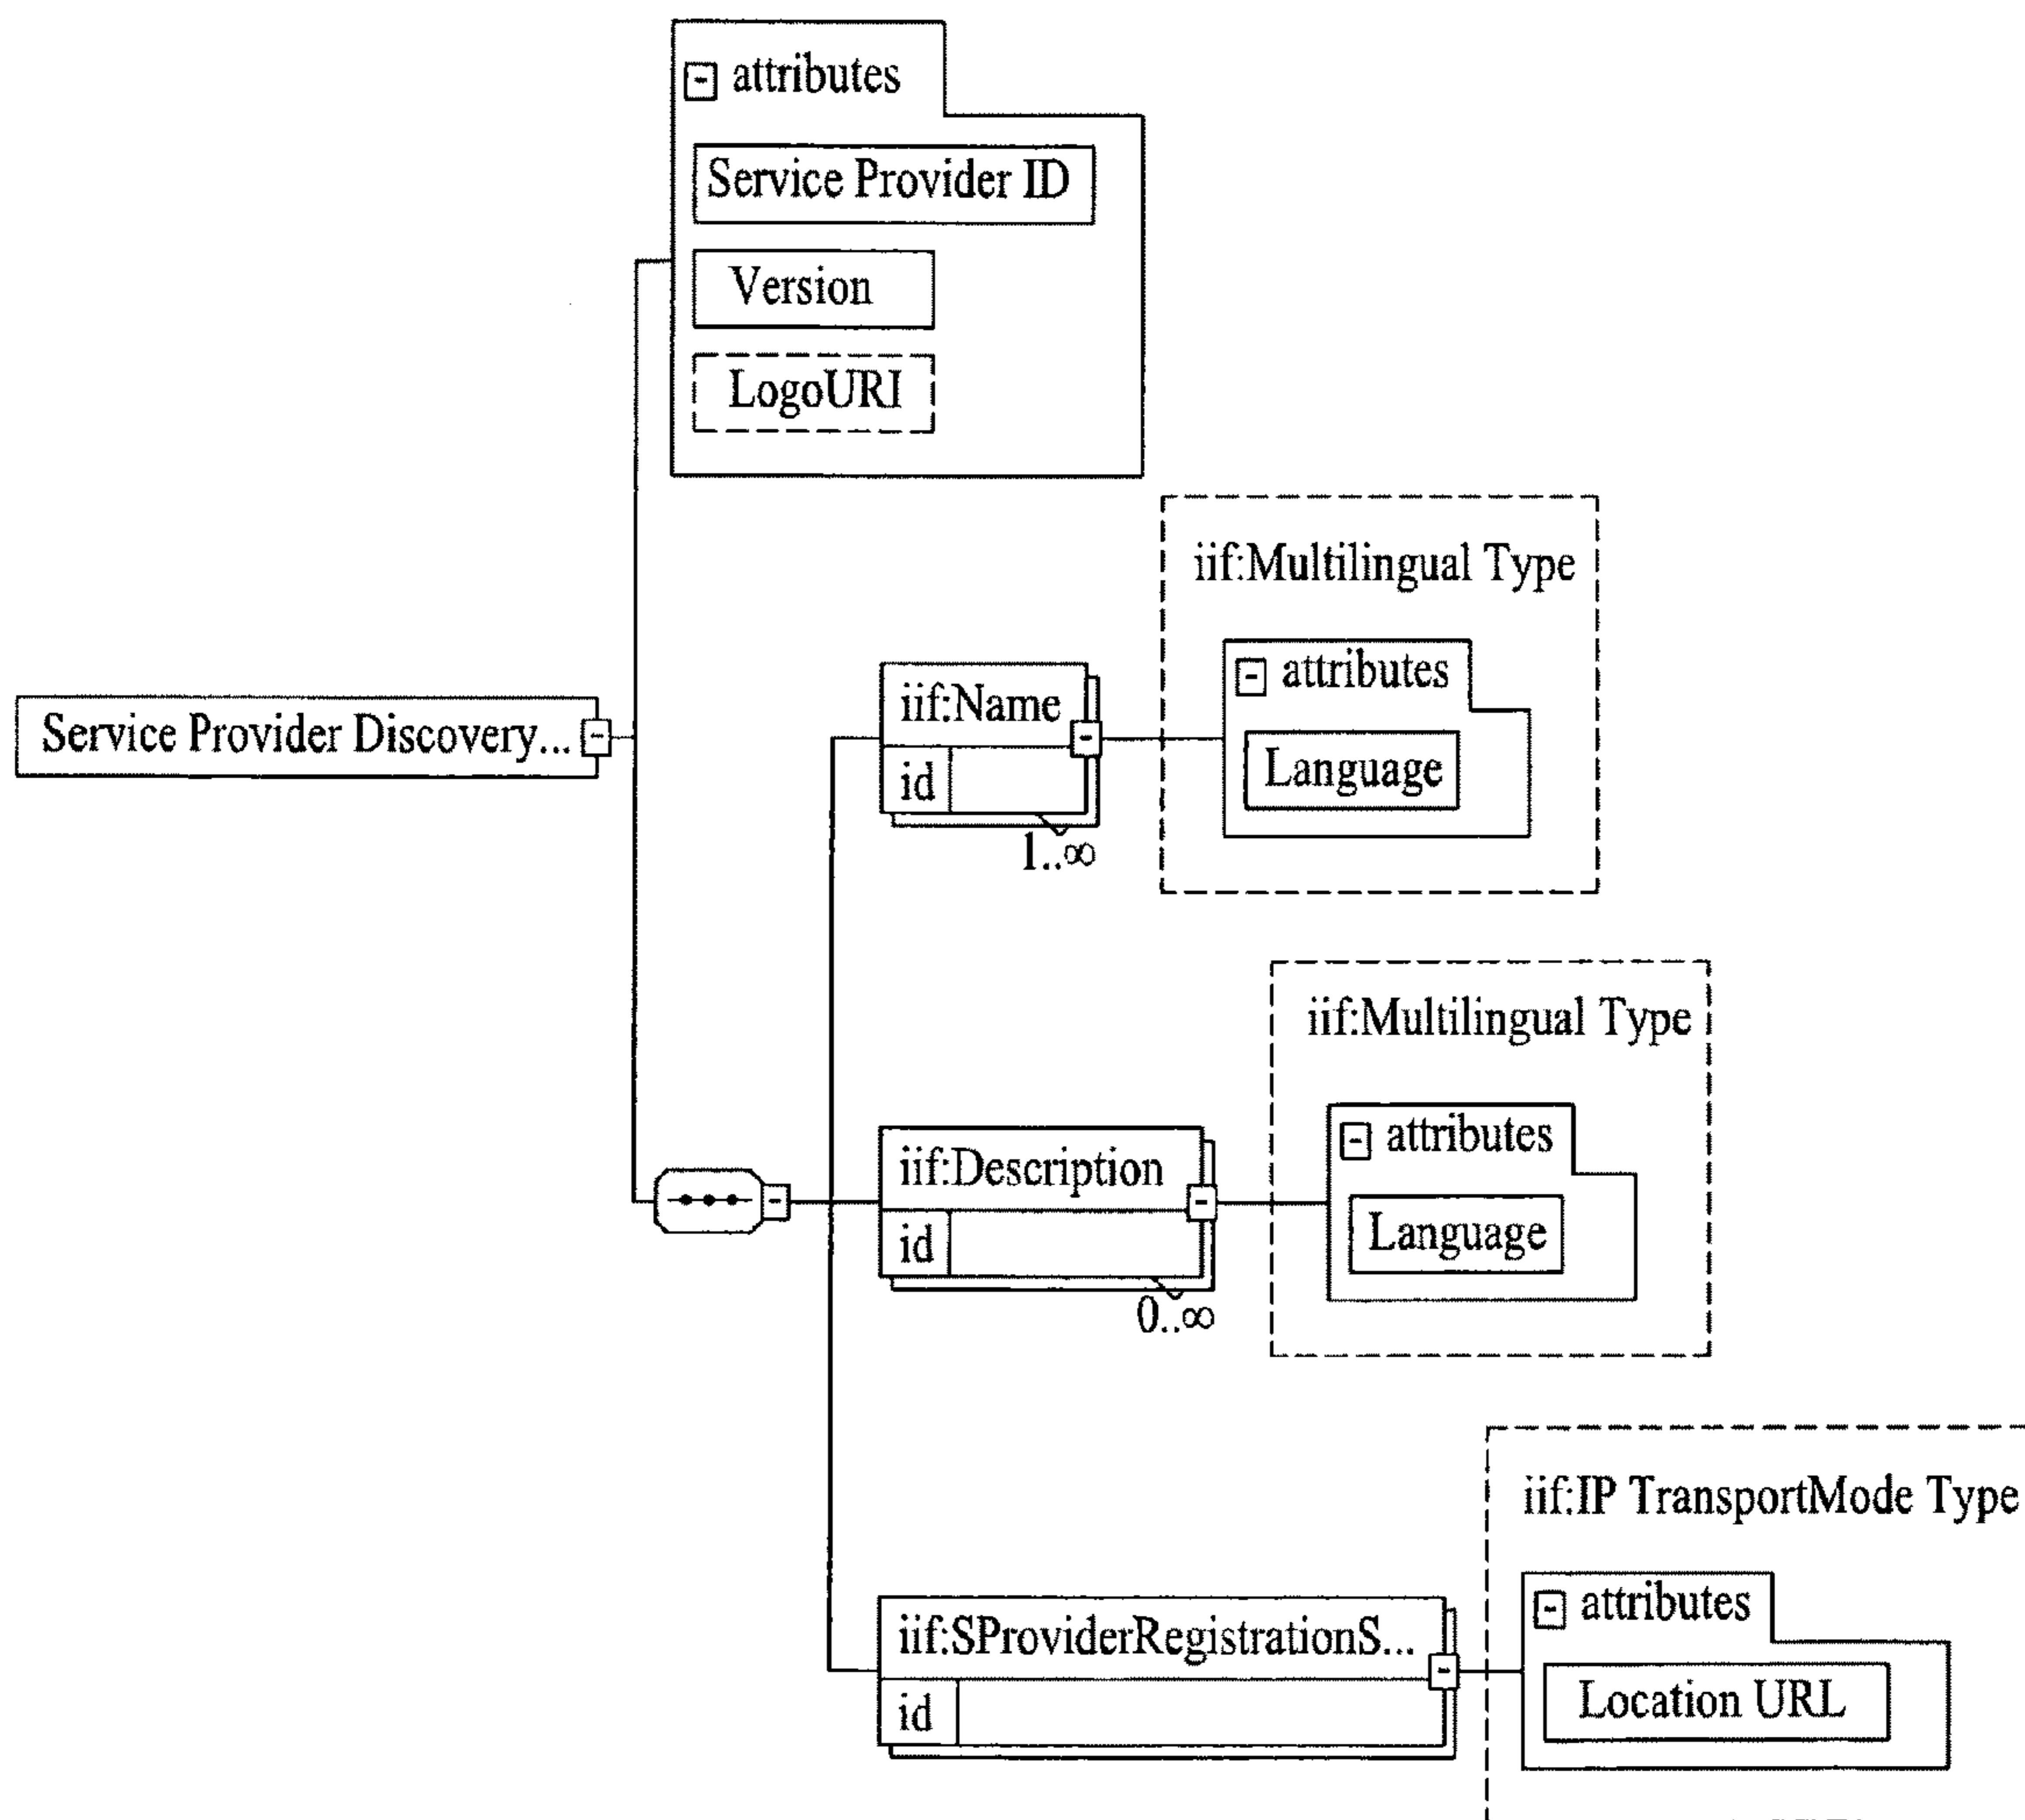 attributes
Service Provider ID
Version
LogoURI
iif:Multilingual Type
attributes
iif:Name
Language
Service Provider Discovery...
id
1..∞
iif:Multilingual Type
attributes
iif:Description
Language
id
0..∞
iif:IP TransportMode Type
attributes
iif:SProviderRegistrationS...
Location URL
id